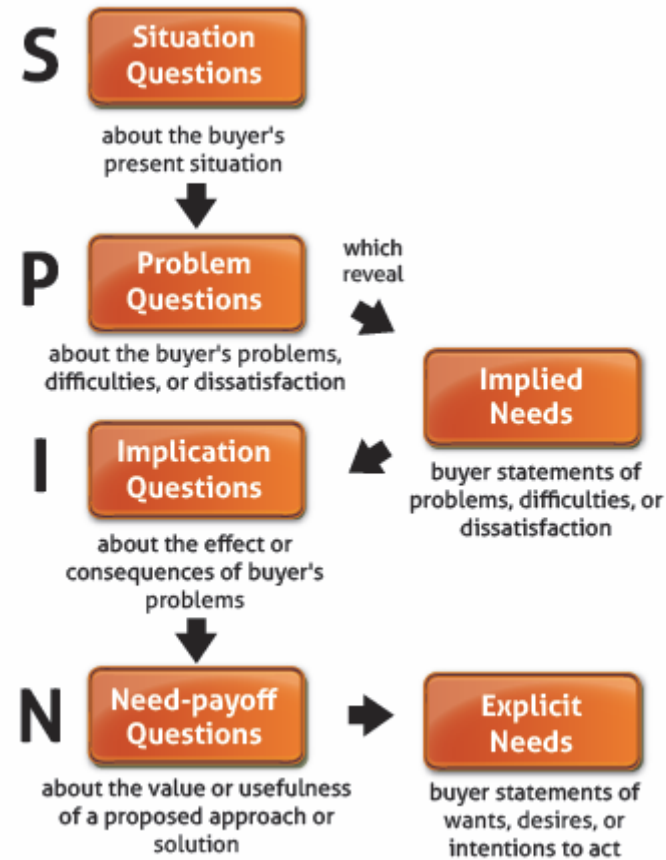 S
Situation
Questions
about the buyer's
present situation
P
Problem
Questions
which
reveal
about the buyer's problems,
difficulties, or dissatisfaction
Implied
Needs
buyer statements of
problems, difficulties, or
dissatisfaction
I
Implication
Questions
about the effect or
consequences of buyer's
problems
N
Need-payoff
Questions
about the value or usefulness
of a proposed approach or
solution
Explicit
Needs
buyer statements of
wants, desires, or
intentions to act